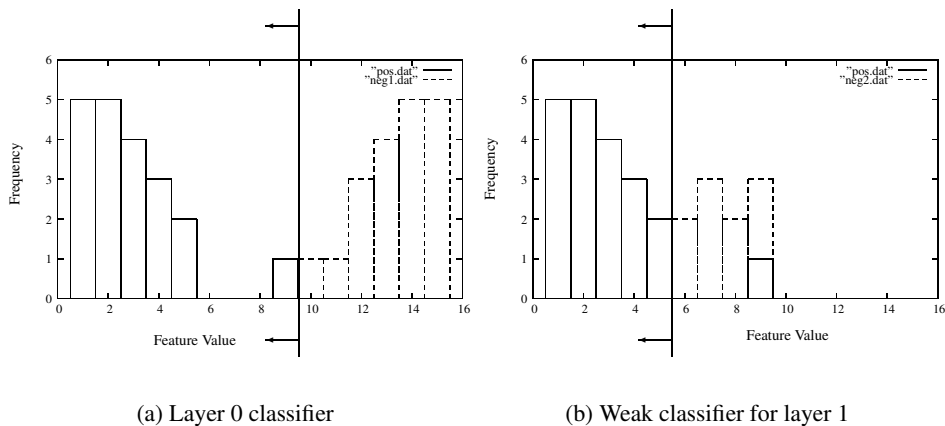 6
5
4
3
2
1
0
Frequency
0 2 4 6 8 10 12 14 16
Feature Value
"pos.dat"
"neg1.dat"
(a) Layer 0 classifier
6
5
4
3
2
1
0
Frequency
0 2 4 6 8 10 12 14 16
Feature Value
"pos.dat"
"neg2.dat"
(b) Weak classifier for layer 1